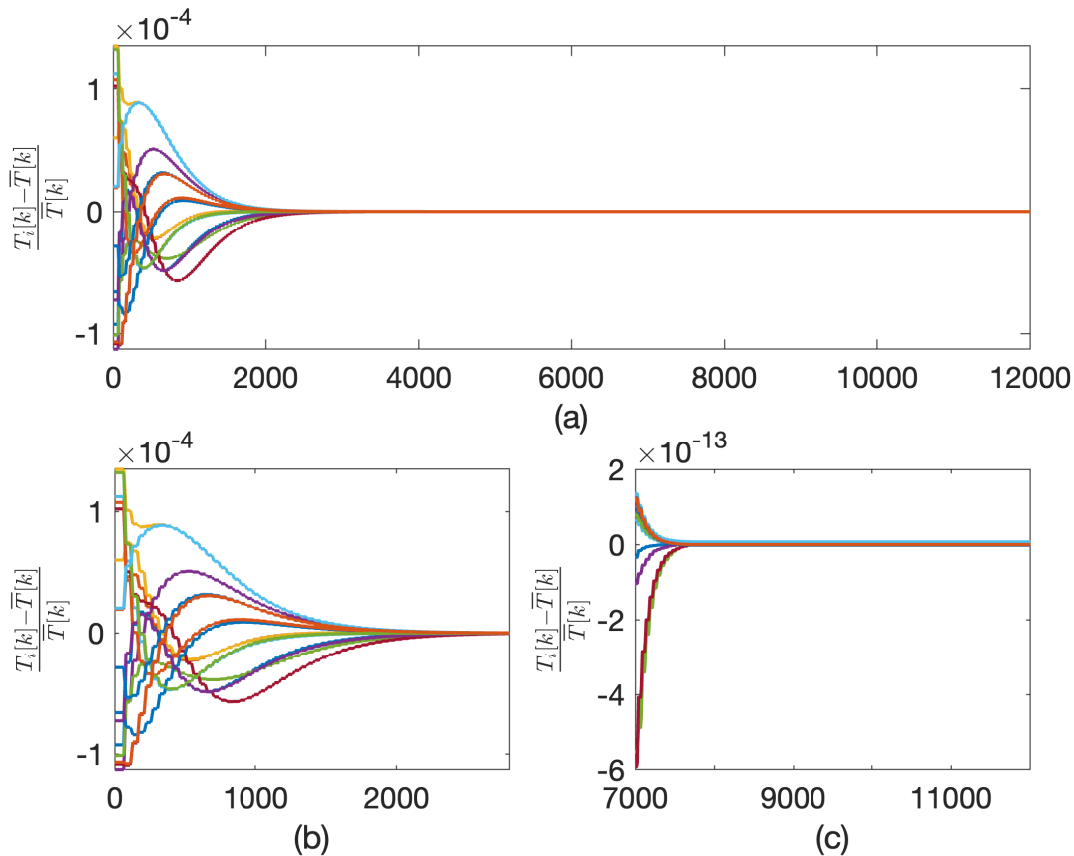 ×10⁻⁴
1
0
-1
T_i[k]−T̅[k]
T̅[k]
0 2000 4000 6000 8000 10000 12000
(a)
×10⁻⁴
1
0
-1
T_i[k]−T̅[k]
T̅[k]
0 1000 2000
(b)
×10⁻¹³
2
0
-2
-4
-6
T_i[k]−T̅[k]
T̅[k]
7000 9000 11000
(c)